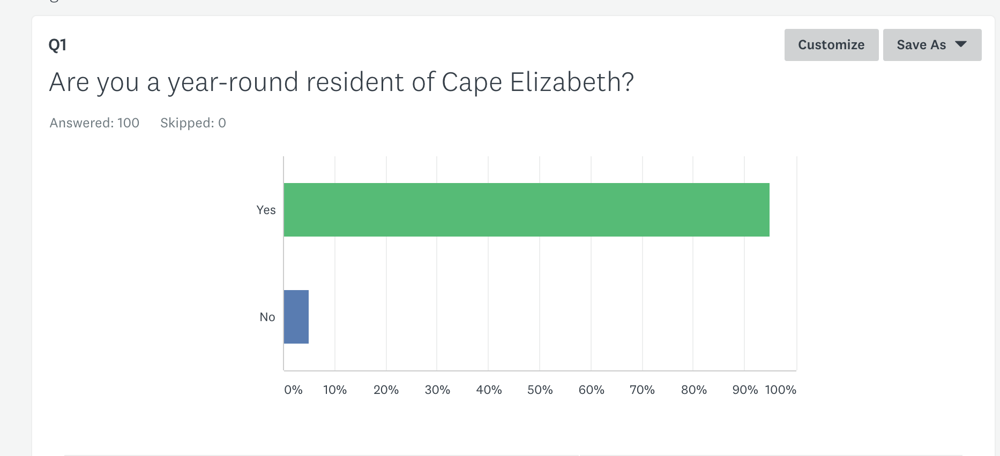 Q1
Customize
Save As
Are you a year-round resident of Cape Elizabeth?
Answered: 100 Skipped: 0
Yes
No
0% 10% 20% 30% 40% 50% 60% 70% 80% 90% 100%